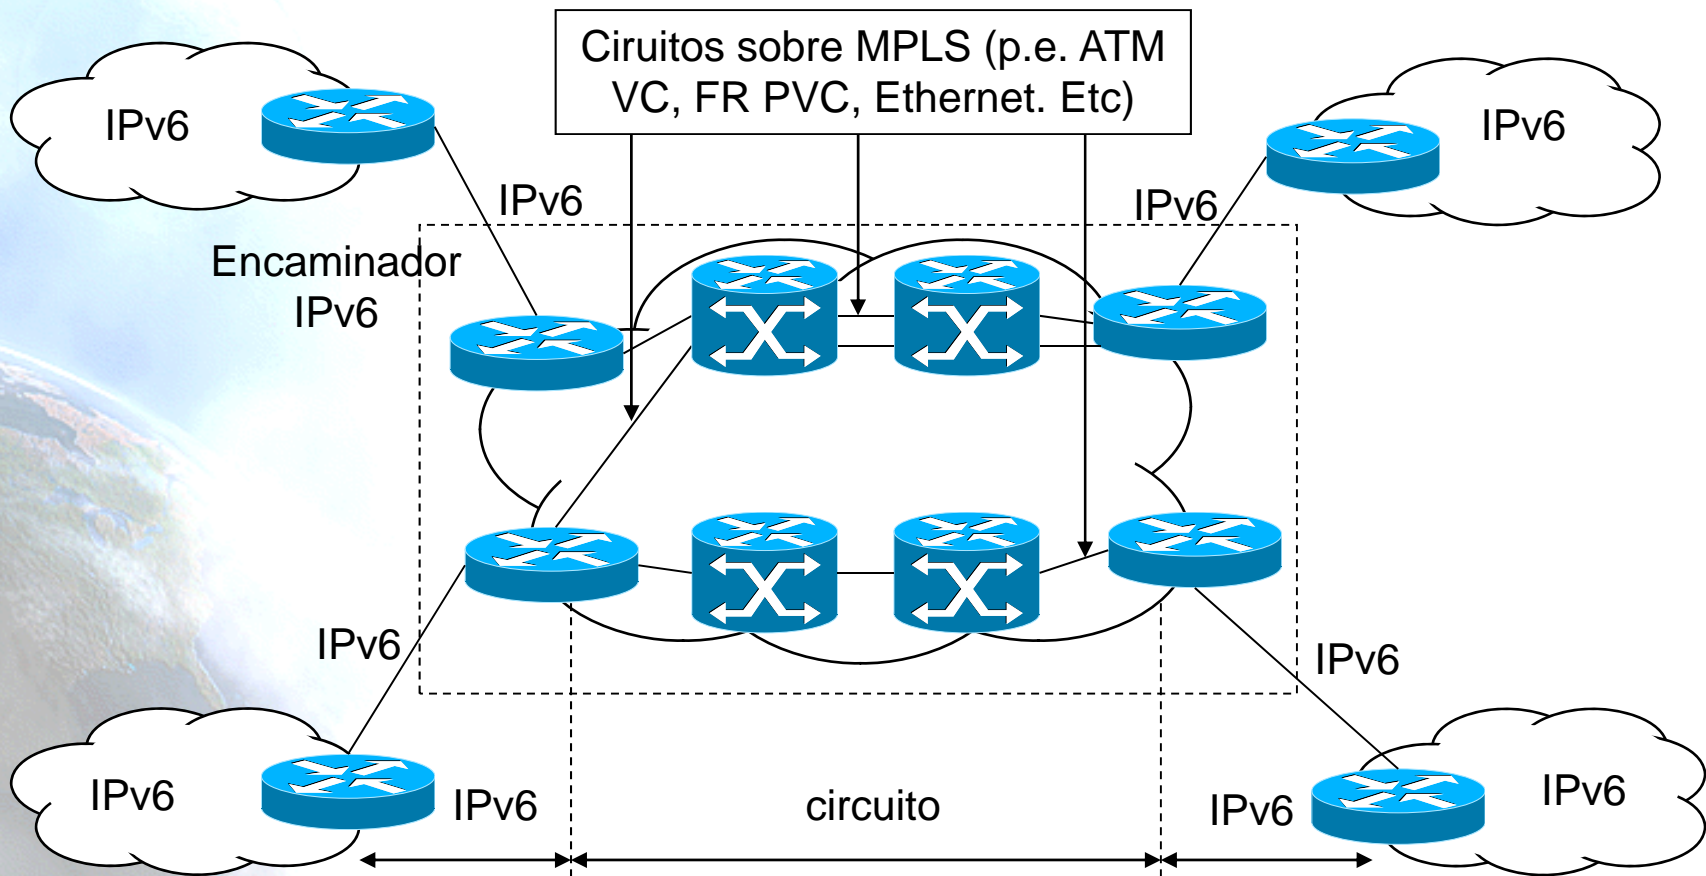 Ciruitos sobre MPLS (p.e. ATM
VC, FR PVC, Ethernet. Etc)
IPv6
IPv6
IPv6
IPv6
Encaminador
IPv6
IPv6
IPv6
IPv6
IPv6
circuito
IPv6
IPv6